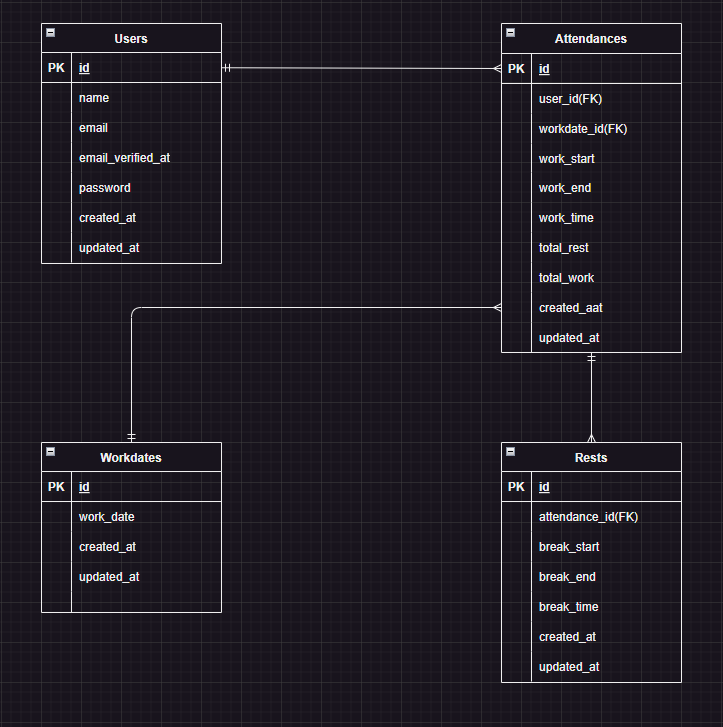 Users
PK id
name
email
email_verified_at
password
created_at
updated_at
Attendances
PK id
user_id(FK)
workdate_id(FK)
work_start
work_end
work_time
total_rest
total_work
created_aat
updated_at
Workdates
PK id
work_date
created_at
updated_at
Rests
PK id
attendance_id(FK)
break_start
break_end
break_time
created_at
updated_at